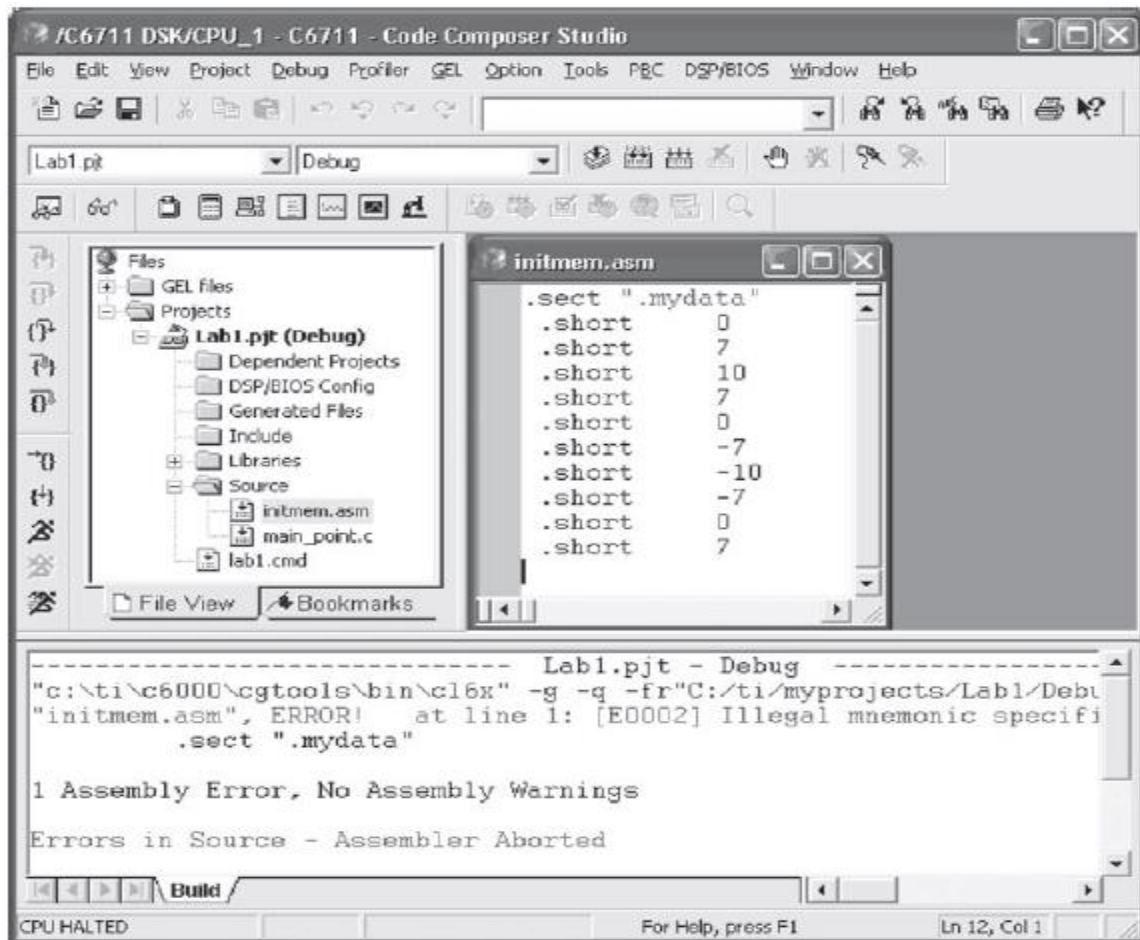 /C6711 DSK/CPU_1 - C6711 - Code Composer Studio
File Edit View Project Debug Profiler GEL Option Tools PBC DSP/BIOS Window Help
Lab1.pjt Debug
Files
GEL files
Projects
Lab1.pjt (Debug)
Dependent Projects
DSP/BIOS Config
Generated Files
Include
Libraries
Source
initmem.asm
main_point.c
lab1.cmd
File View Bookmarks
initmem.asm
.sect ".mydata"
.short 0
.short 7
.short 10
.short 7
.short 0
.short -7
.short -10
.short -7
.short 0
.short 7
------------------------------ Lab1.pjt - Debug ------------------
"c:\ti\c6000\cgtools\bin\cl6x" -g -q -fr"C:/ti/myprojects/Lab1/Debu
"initmem.asm", ERROR! at line 1: [E0002] Illegal mnemonic specifi
.sect ".mydata"
1 Assembly Error, No Assembly Warnings
Errors in Source - Assembler Aborted
Build
CPU HALTED For Help, press F1 Ln 12, Col 1